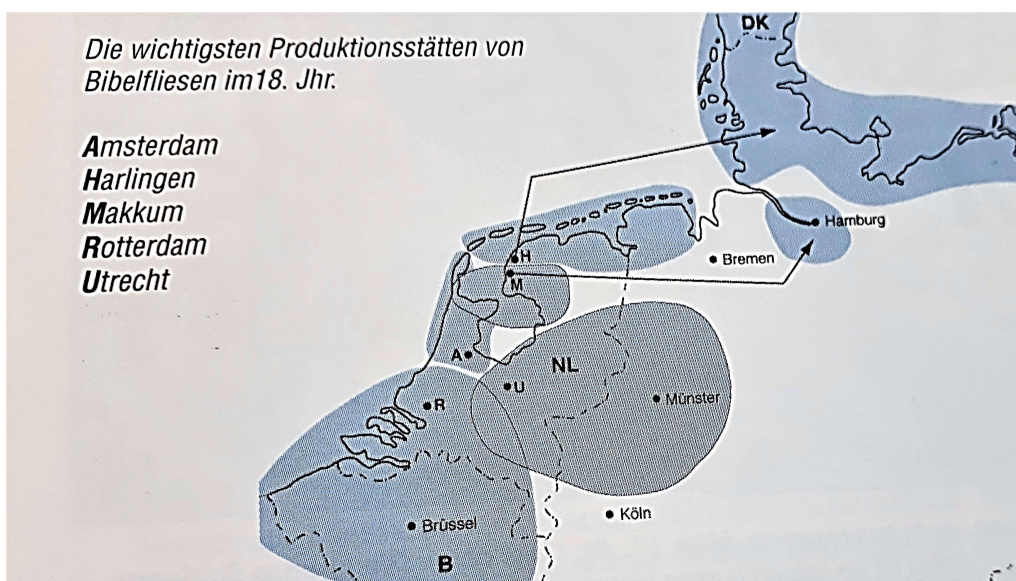 Die wichtigsten Produktionsstätten von
Bibelfliesen im18. Jhr.
Amsterdam
Harlingen
Makkum
Rotterdam
Utrecht
DK
Hamburg
Bremen
H
M
A
NL
U
R
Münster
Köln
Brüssel
B